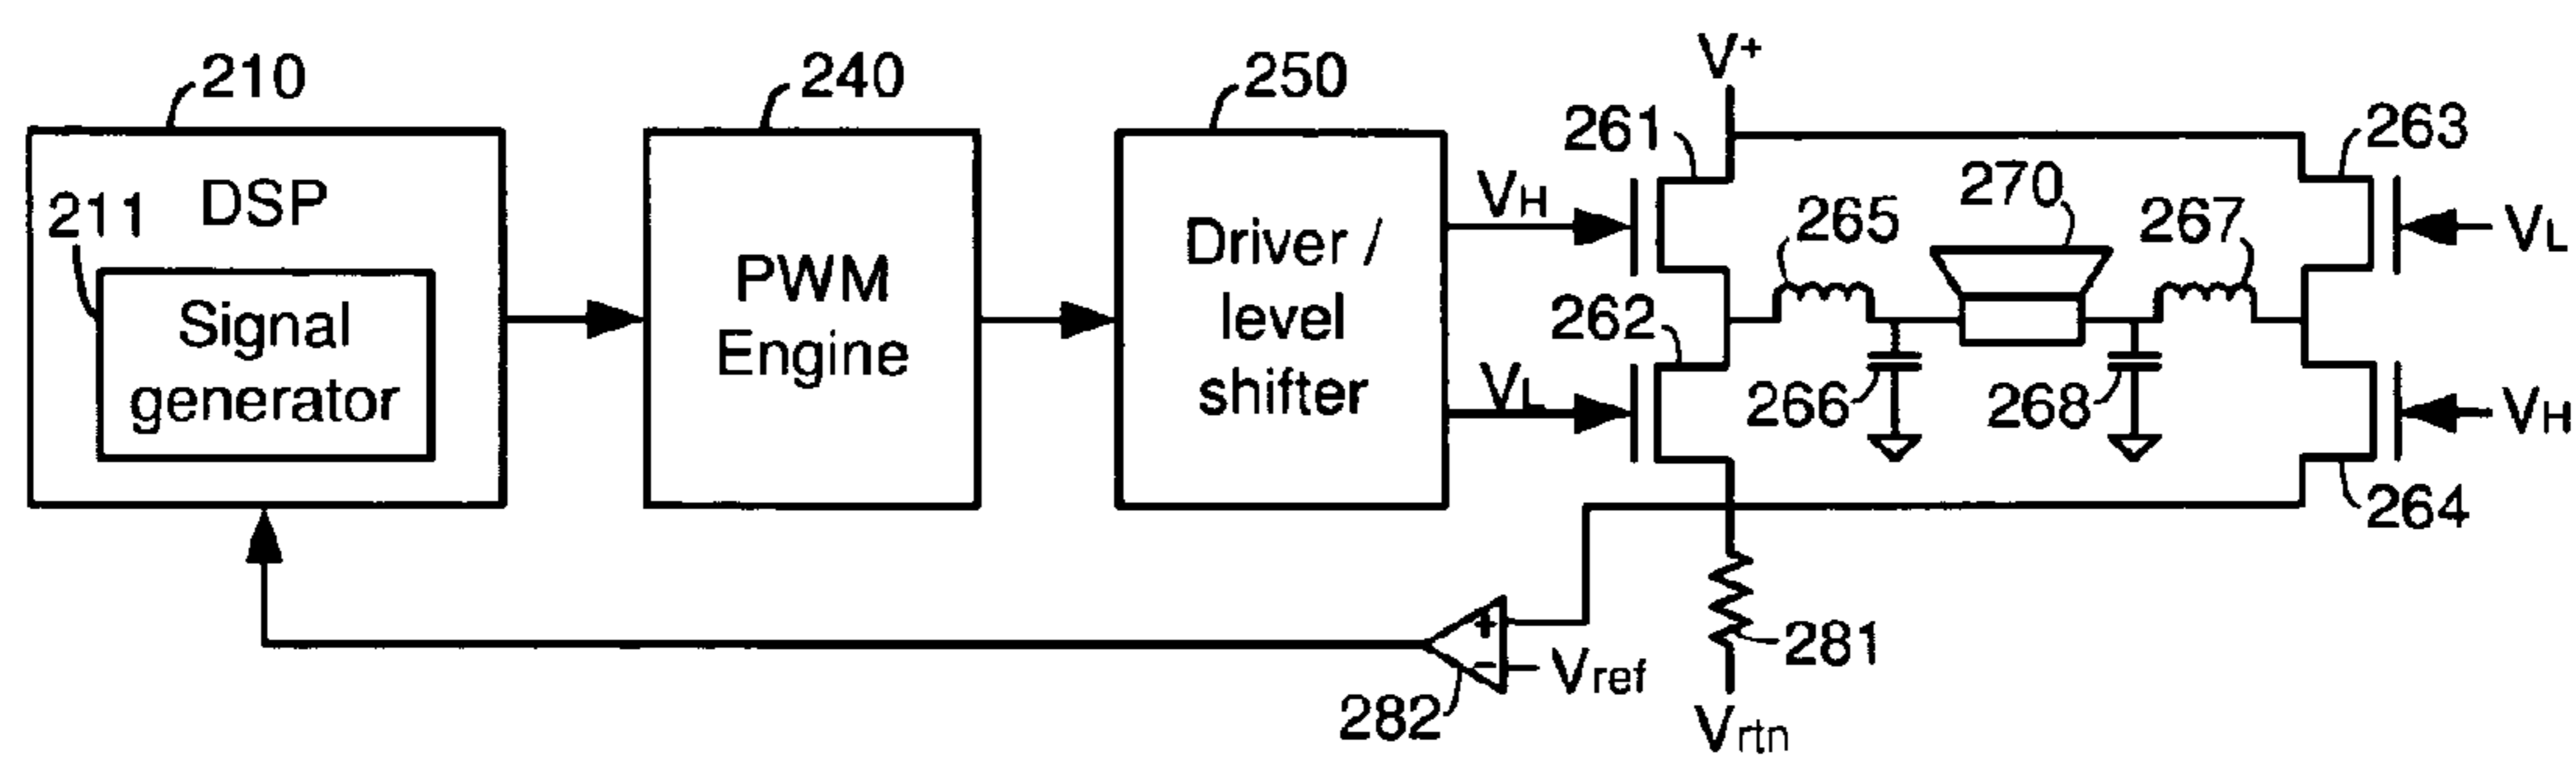 210
DSP
211
Signal
generator
240
PWM
Engine
250
Driver /
level
shifter
VH
VL
V+
261
262
263
264
265
266
267
268
270
VL
VH
281
282
+
-
Vref
Vrtn